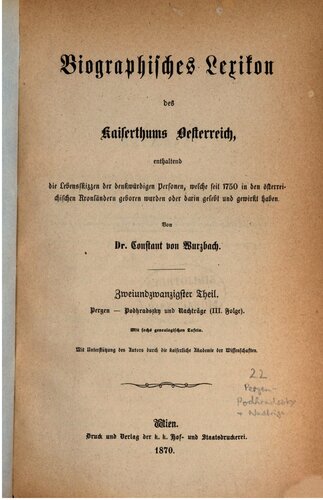 Biographisches Lexikon
des
Kaiserthums Oesterreich,
enthaltend
die Lebensskizzen der denkwürdigen Personen, welche seit 1750 in den österrei-
chischen Kronländern geboren wurden oder darin gelebt und gewirkt haben
Von
Dr. Constant von Wurzbach.
Zweiundzwanzigster Theil.
Pergen — Podhradszky und Nachträge (III. Folge).
Mit sechs genealogischen Tafeln.
Mit Unterstützung des Autors durch die kaiserliche Akademie der Wissenschaften.
22
Pergen-
Podhradszky
+ Nachträge
Wien.
Druck und Verlag der k. k. Hof- und Staatsdruckerei.
1870.